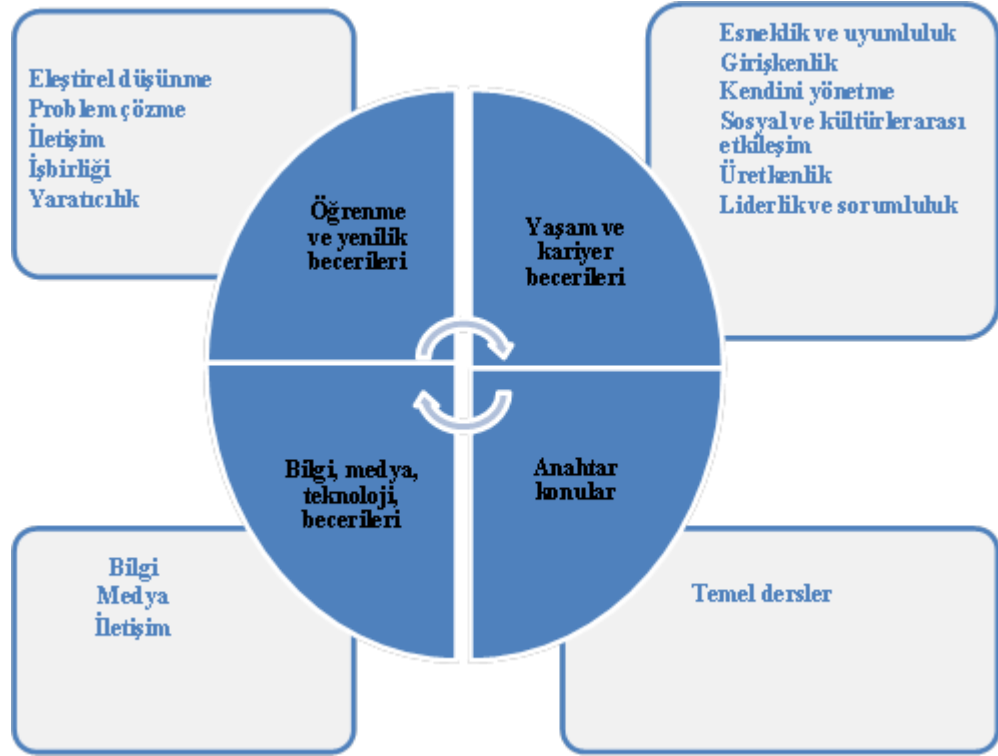 Eleştirel düşünme
Problem çözme
İletişim
İşbirliği
Yaratıcılık
Esneklik ve uyumluluk
Girişkenlik
Kendini yönetme
Sosyal ve kültürlerarası
etkileşim
Üretkenlik
Liderlik ve sorumluluk
Öğrenme
ve yenilik
becerileri
Yaşam ve
kariyer
becerileri
Bilgi, medya,
teknoloji,
becerileri
Anahtar
konular
Bilgi
Medya
İletişim
Temel dersler